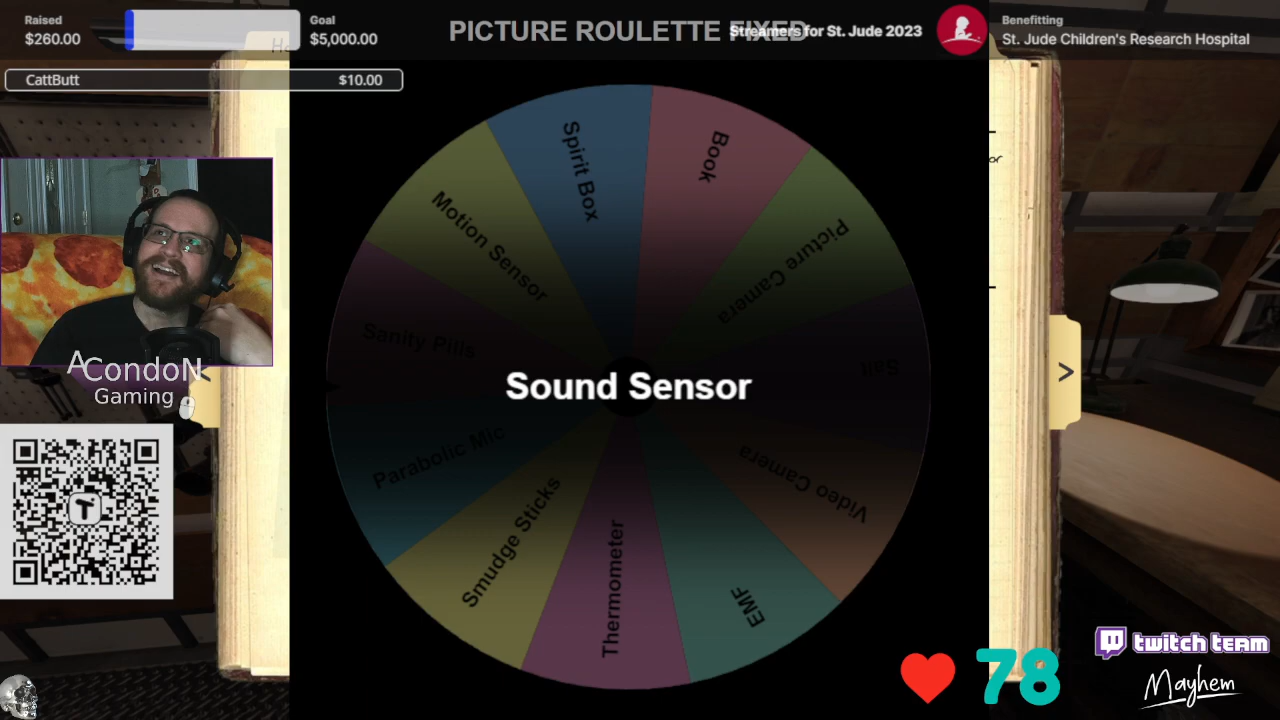 Raised
$260.00
Goal
$5,000.00
PICTURE ROULETTE FIXED
Streamers for St. Jude 2023
Benefitting
St. Jude Children's Research Hospital
CattButt $10.00
Spirit Box
Book
Motion Sensor
Picture Camera
Sanity Pills
Salt
Sound Sensor
Parabolic Mic
Video Camera
Smudge Sticks
Thermometer
EMF
ACondoN
Gaming
T
<
>
or
78
twitch team
Mayhem